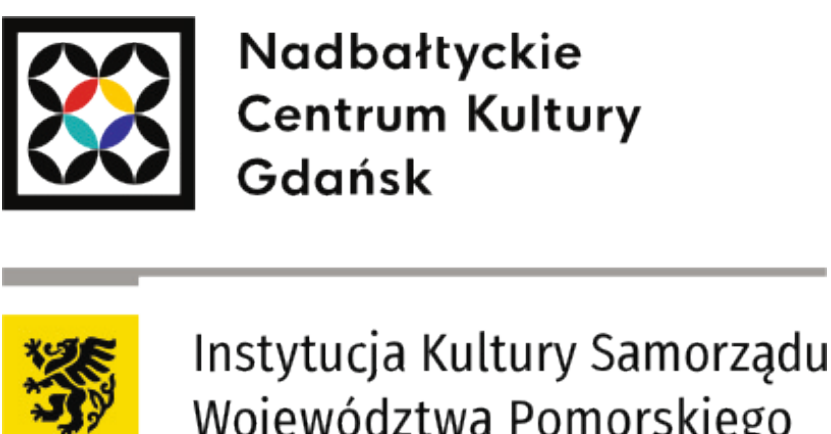 Nadbałtyckie
Centrum Kultury
Gdańsk
Instytucja Kultury Samorządu
Województwa Pomorskiego